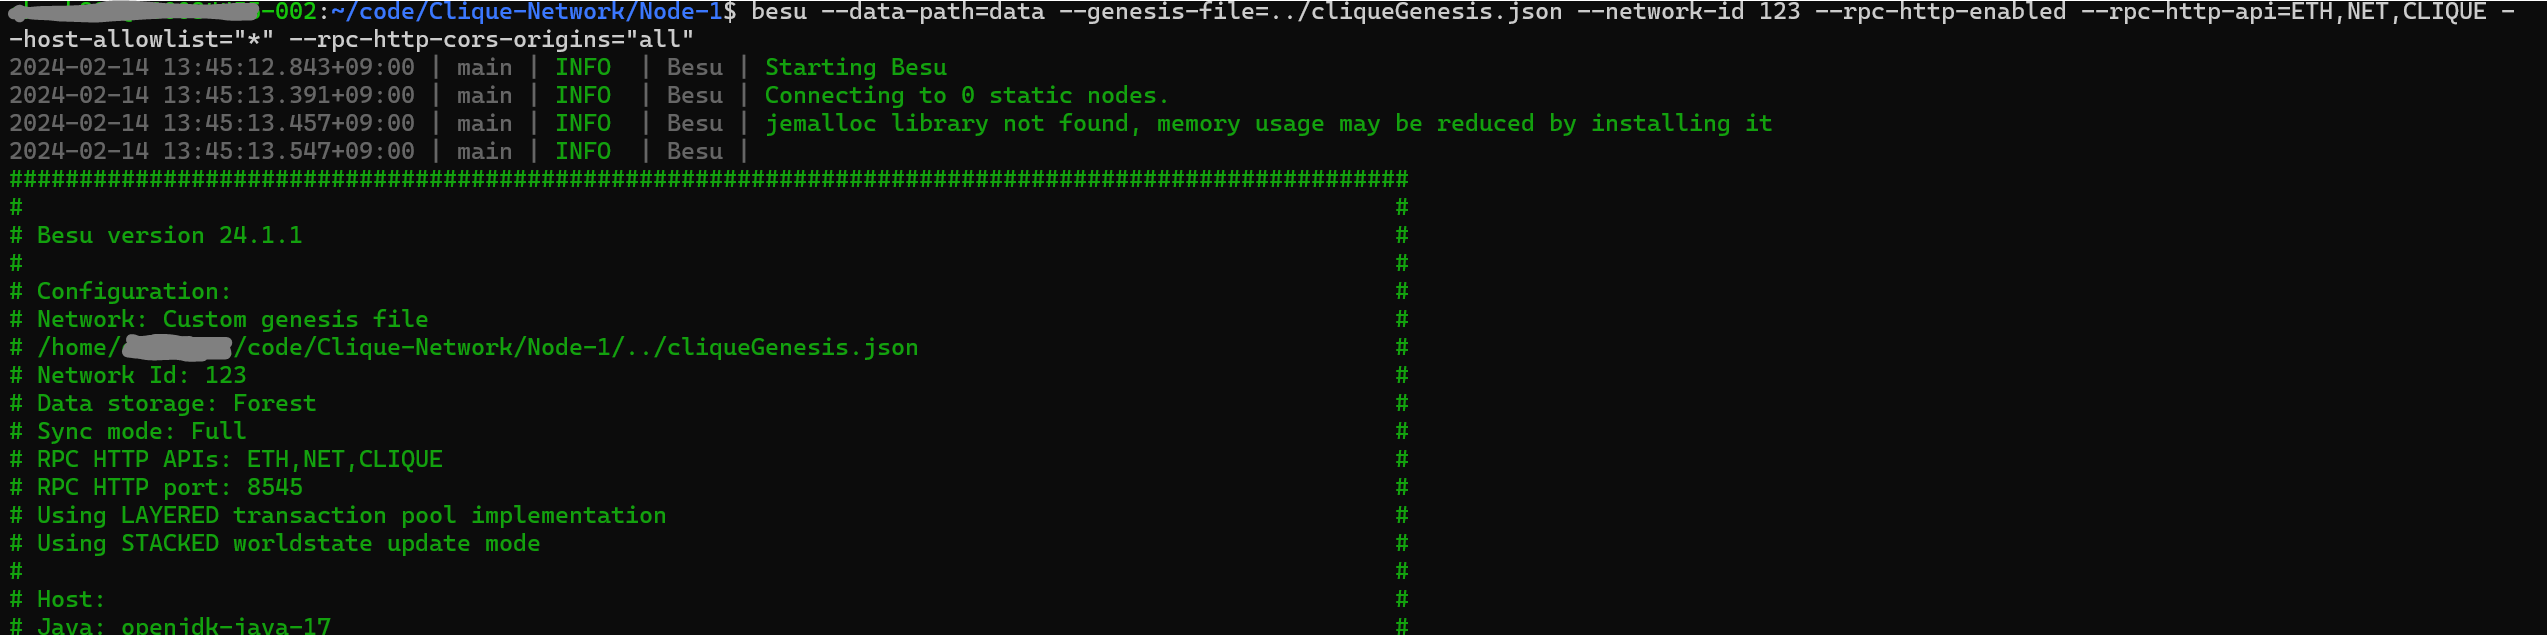 -002:~/code/Clique-Network/Node-1$ besu --data-path=data --genesis-file=../cliqueGenesis.json --network-id 123 --rpc-http-enabled --rpc-http-api=ETH,NET,CLIQUE -
-host-allowlist="*" --rpc-http-cors-origins="all"
2024-02-14 13:45:12.843+09:00 | main | INFO  | Besu | Starting Besu
2024-02-14 13:45:13.391+09:00 | main | INFO  | Besu | Connecting to 0 static nodes.
2024-02-14 13:45:13.457+09:00 | main | INFO  | Besu | jemalloc library not found, memory usage may be reduced by installing it
2024-02-14 13:45:13.547+09:00 | main | INFO  | Besu |
####################################################################################################
# #
# Besu version 24.1.1 #
# #
# Configuration: #
# Network: Custom genesis file #
# /home/ /code/Clique-Network/Node-1/../cliqueGenesis.json #
# Network Id: 123 #
# Data storage: Forest #
# Sync mode: Full #
# RPC HTTP APIs: ETH,NET,CLIQUE #
# RPC HTTP port: 8545 #
# Using LAYERED transaction pool implementation #
# Using STACKED worldstate update mode #
# #
# Host: #
# Java: openjdk-java-17 #